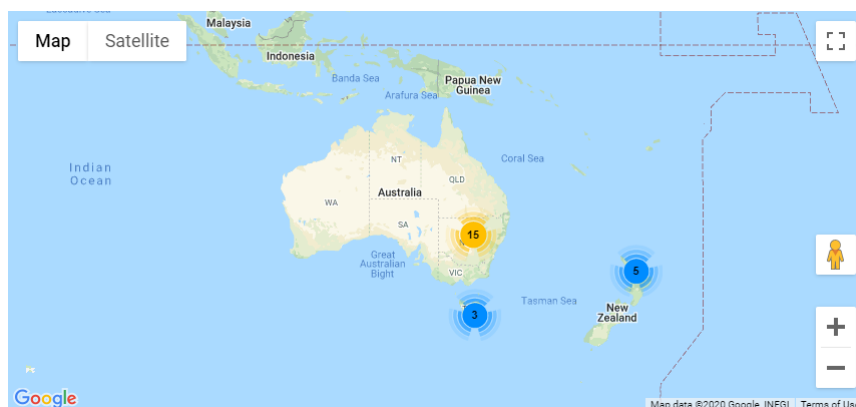 Malaysia
Map
Satellite
Indonesia
Banda Sea
Papua New
Guinea
Arafura Sea
Indian
Ocean
Coral Sea
NT
QLD
Australia
WA
SA
15
Great
Australian
Bight
VIC
5
Tasman Sea
New
Zealand
3
Google
Map data ©2020 Google, INEGI
Terms of Use